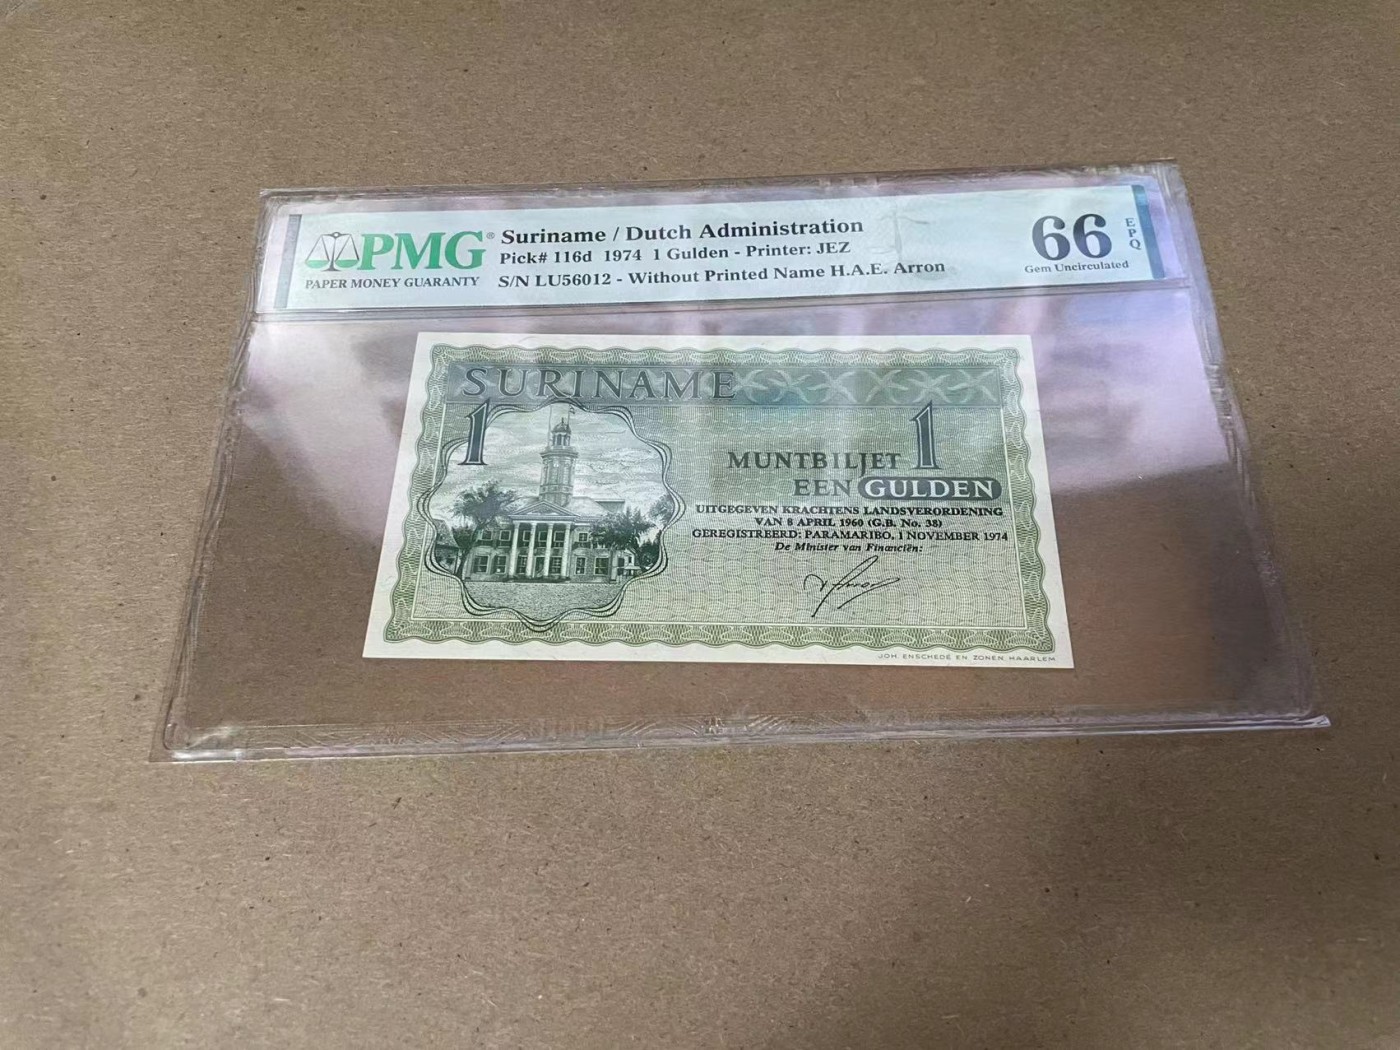 PMG®
PAPER MONEY GUARANTY
Suriname / Dutch Administration
Pick# 116d 1974 1 Gulden - Printer: JEZ
S/N LU56012 - Without Printed Name H.A.E. Arron
66
EPQ
Gem Uncirculated
SURINAME
1
1
MUNTBILJET
EEN GULDEN
UITGEGEVEN KRACHTENS LANDSVERORDENING
VAN 8 APRIL 1960 (G.B. No. 38)
GEREGISTREERD: PARAMARIBO, 1 NOVEMBER 1974
De Minister van Financiën:
JOH. ENSCHEDÉ EN ZONEN, HAARLEM